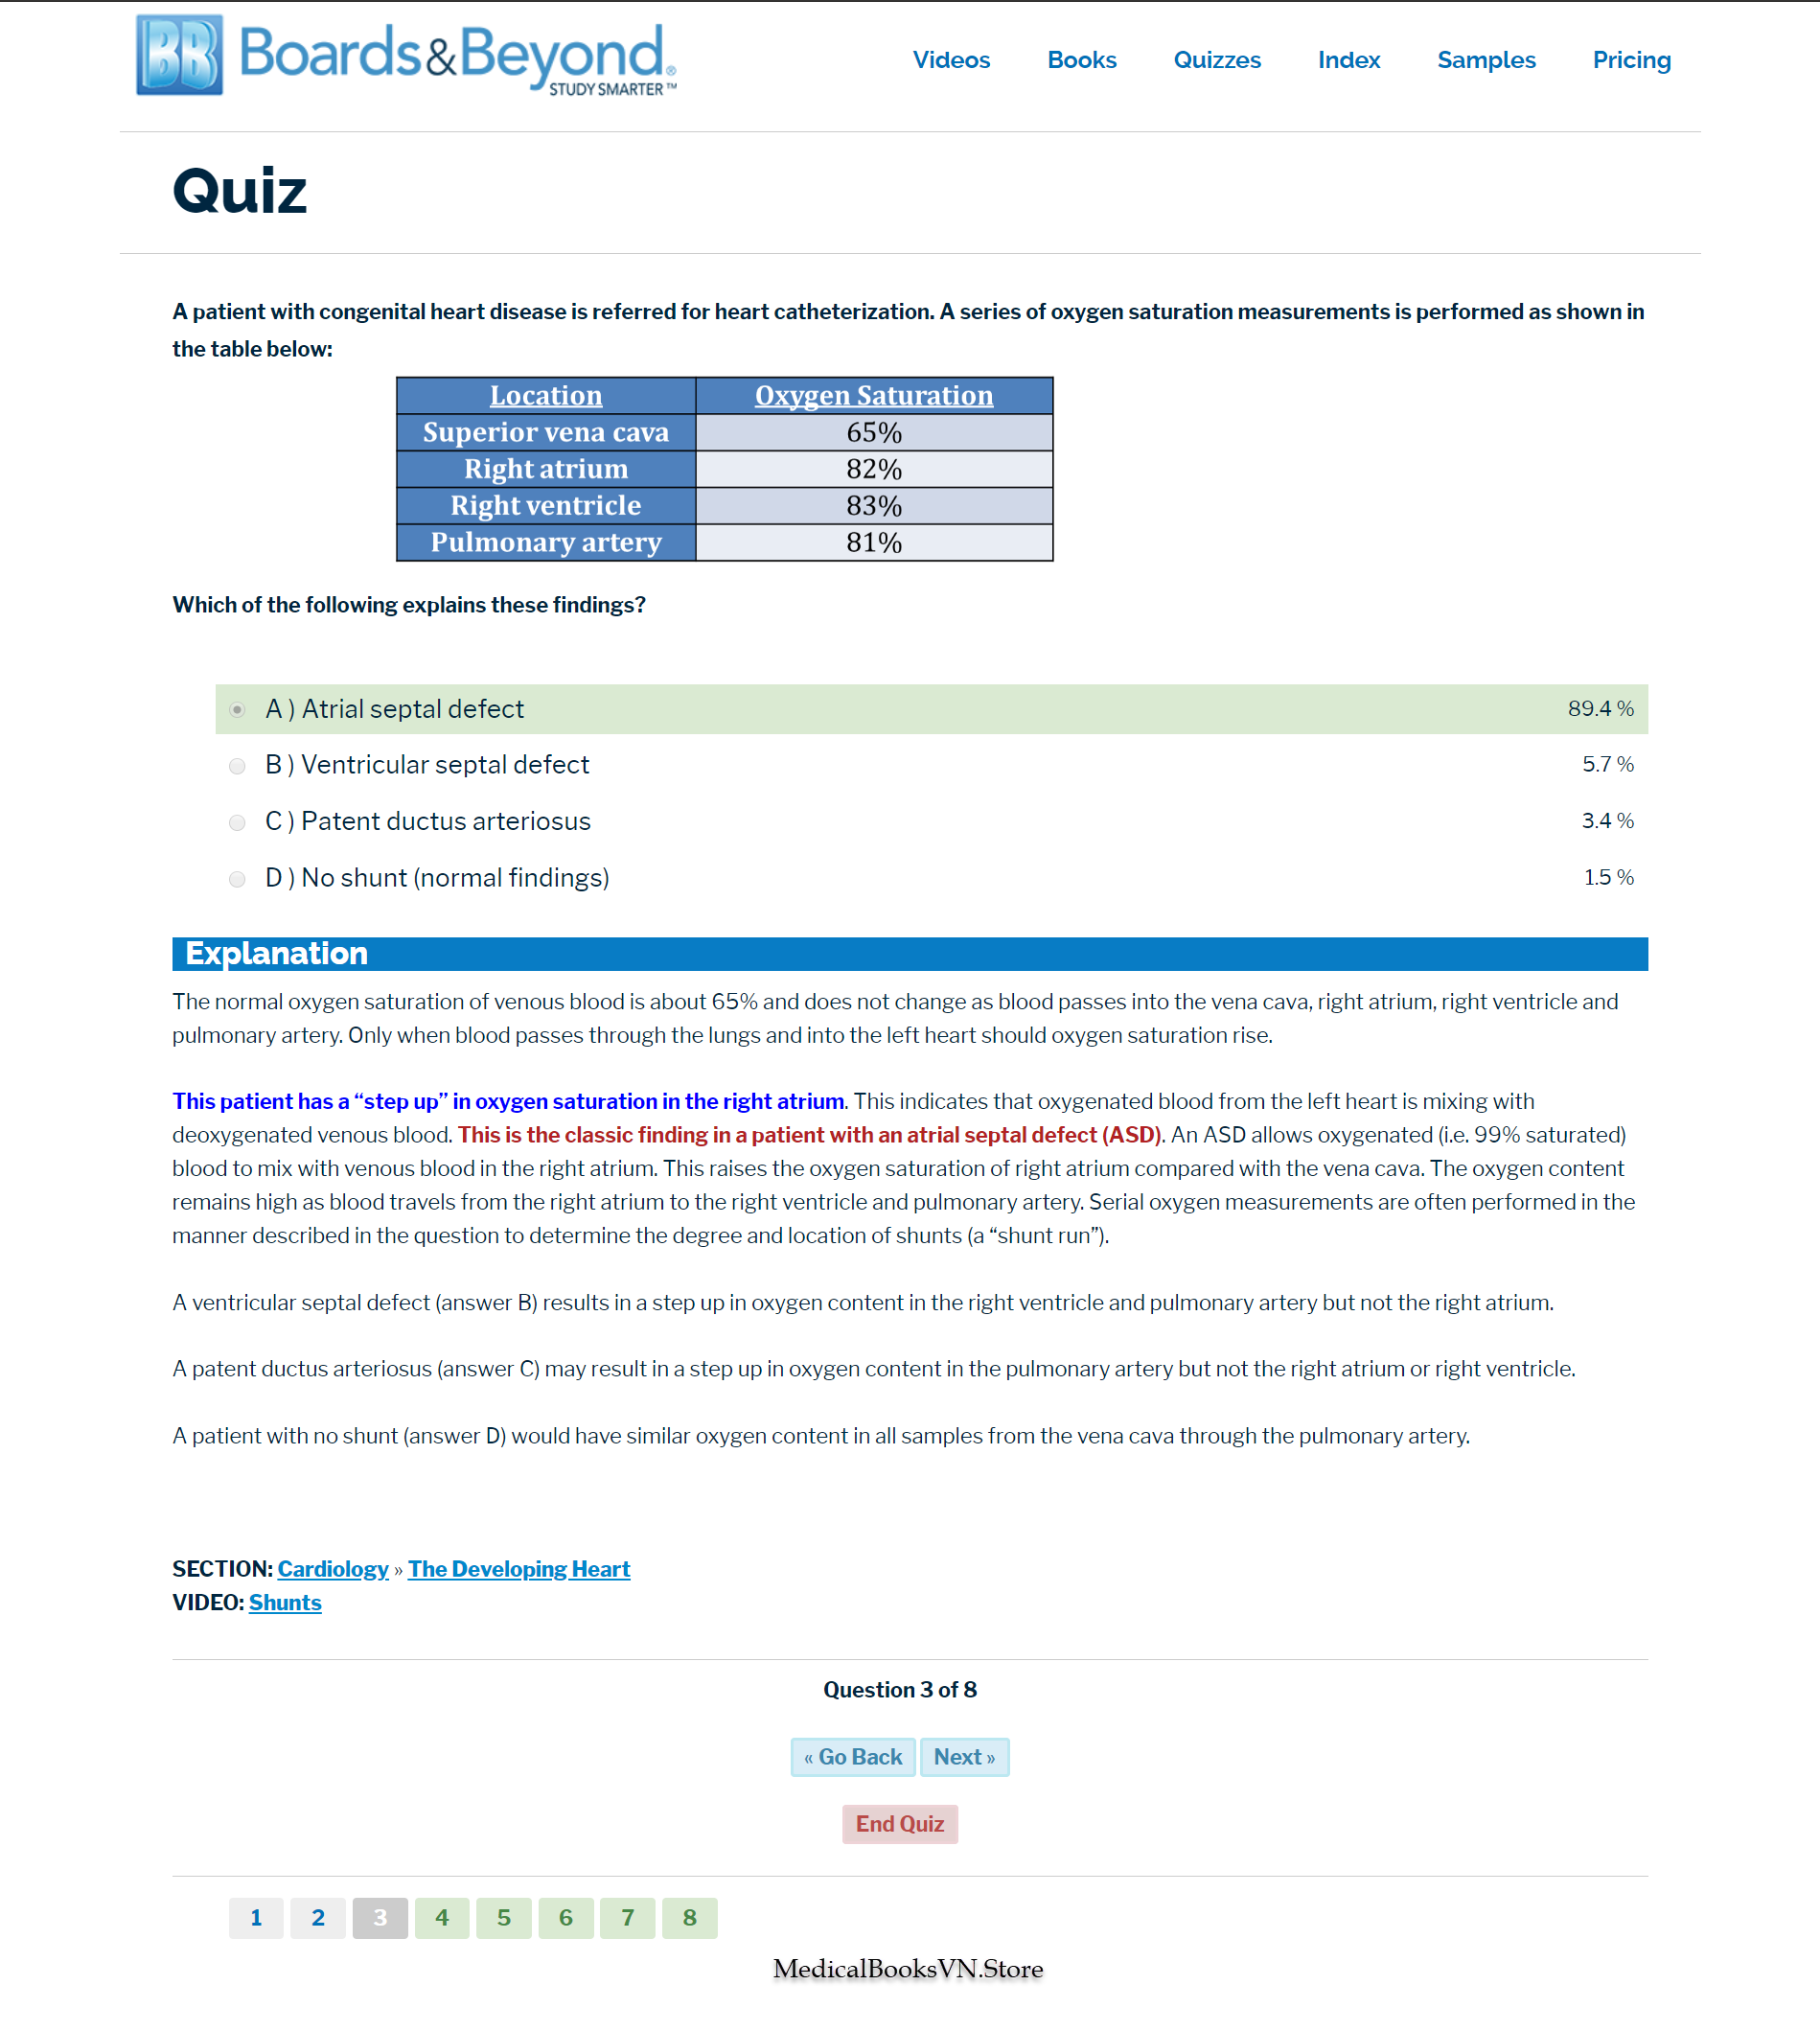 BB Boards&Beyond®
STUDY SMARTER™
Videos Books Quizzes Index Samples Pricing
Quiz
A patient with congenital heart disease is referred for heart catheterization. A series of oxygen saturation measurements is performed as shown in
the table below:
Location Oxygen Saturation
Superior vena cava 65%
Right atrium 82%
Right ventricle 83%
Pulmonary artery 81%
Which of the following explains these findings?
A ) Atrial septal defect 89.4 %
B ) Ventricular septal defect 5.7 %
C ) Patent ductus arteriosus 3.4 %
D ) No shunt (normal findings) 1.5 %
Explanation
The normal oxygen saturation of venous blood is about 65% and does not change as blood passes into the vena cava, right atrium, right ventricle and
pulmonary artery. Only when blood passes through the lungs and into the left heart should oxygen saturation rise.
This patient has a “step up” in oxygen saturation in the right atrium. This indicates that oxygenated blood from the left heart is mixing with
deoxygenated venous blood. This is the classic finding in a patient with an atrial septal defect (ASD). An ASD allows oxygenated (i.e. 99% saturated)
blood to mix with venous blood in the right atrium. This raises the oxygen saturation of right atrium compared with the vena cava. The oxygen content
remains high as blood travels from the right atrium to the right ventricle and pulmonary artery. Serial oxygen measurements are often performed in the
manner described in the question to determine the degree and location of shunts (a “shunt run”).
A ventricular septal defect (answer B) results in a step up in oxygen content in the right ventricle and pulmonary artery but not the right atrium.
A patent ductus arteriosus (answer C) may result in a step up in oxygen content in the pulmonary artery but not the right atrium or right ventricle.
A patient with no shunt (answer D) would have similar oxygen content in all samples from the vena cava through the pulmonary artery.
SECTION: Cardiology » The Developing Heart
VIDEO: Shunts
Question 3 of 8
« Go Back Next »
End Quiz
1 2 3 4 5 6 7 8
MedicalBooksVN.Store